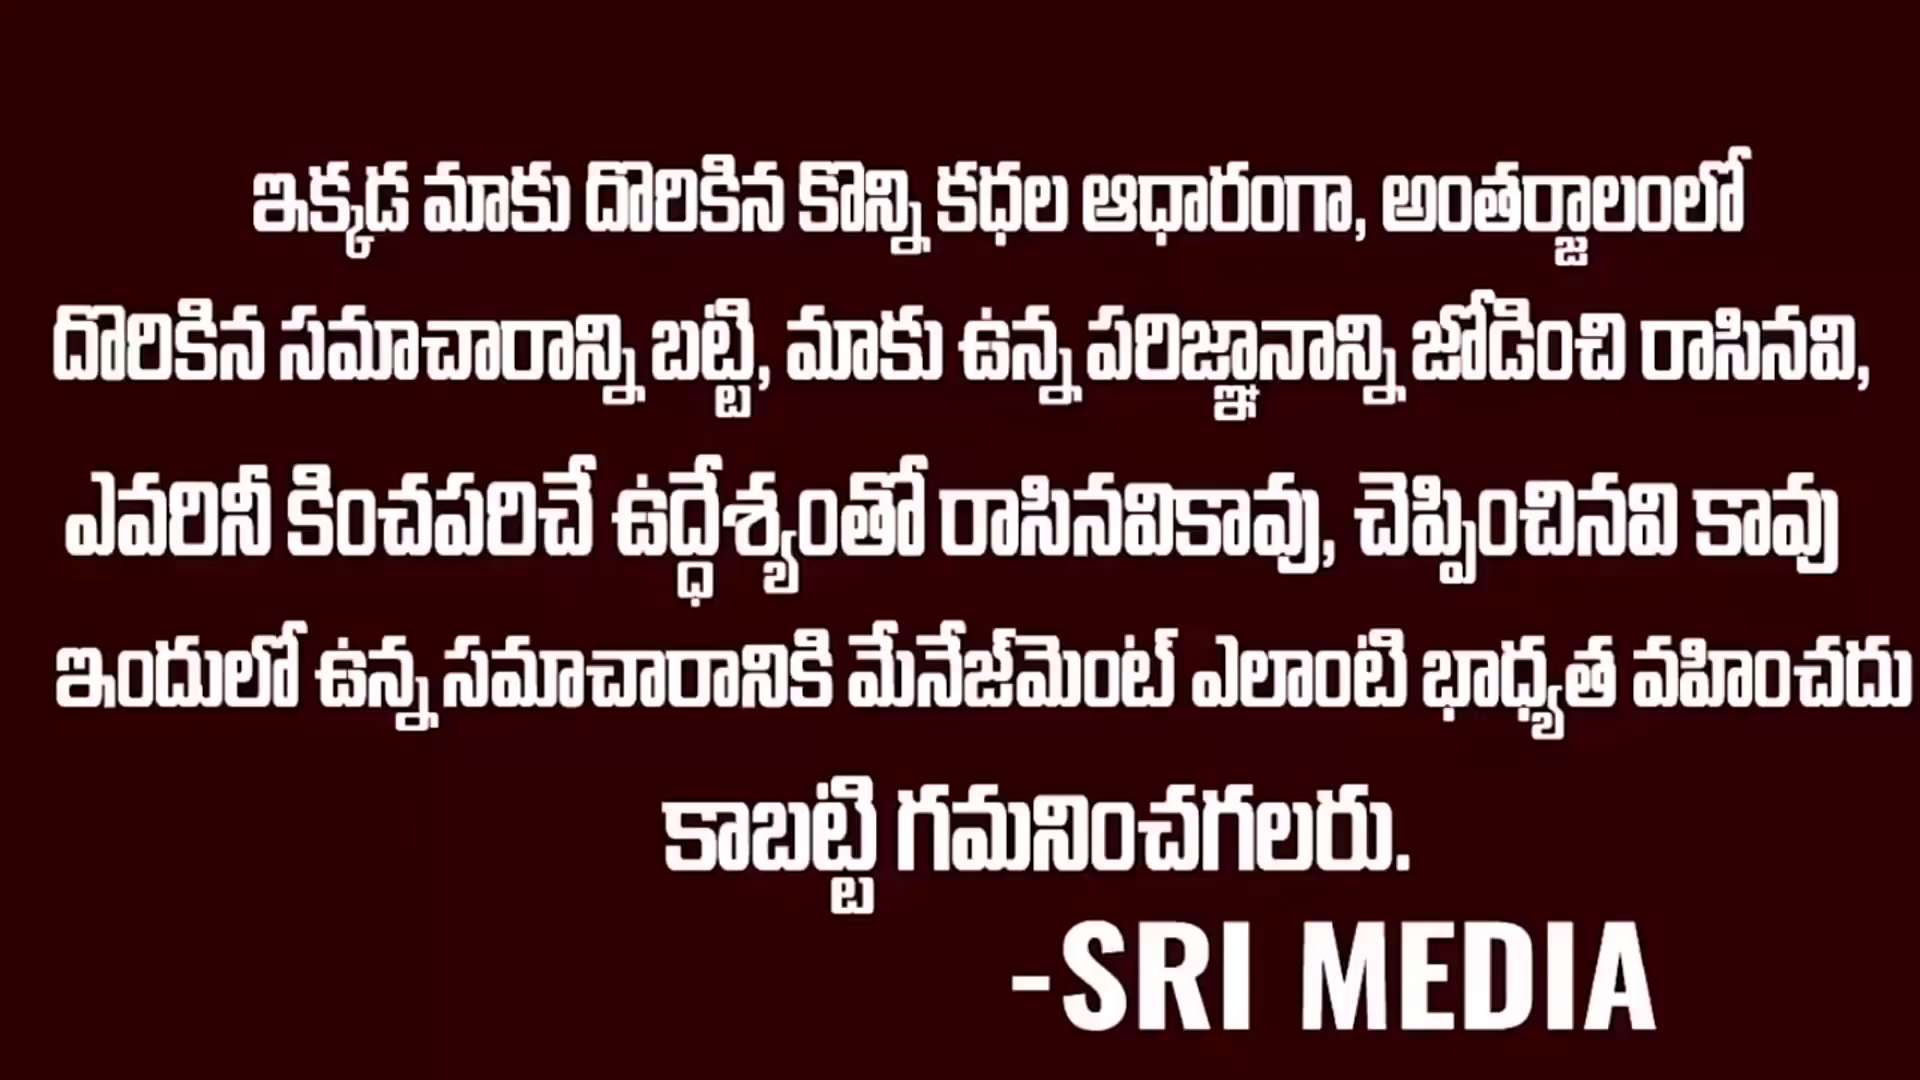 ఇక్కడ మాకు దొరికిన కొన్ని కధల ఆధారంగా, అంతర్జాలంలో
దొరికిన సమాచారాన్ని బట్టి, మాకు ఉన్న పరిజ్ఞానాన్ని జోడించి రాసినవి,
ఎవరినీ కించపరిచే ఉద్ధేశ్యంతో రాసినవికావు, చెప్పించినవి కావు
ఇందులో ఉన్న సమాచారానికి మేనేజ్‌మెంట్ ఎలాంటి భాధ్యత వహించదు
కాబట్టి గమనించగలరు.
-SRI MEDIA